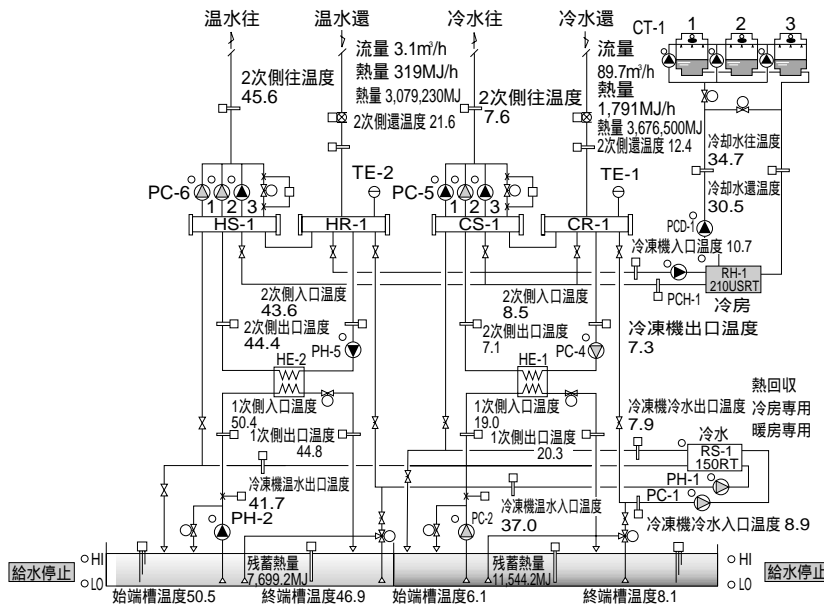 温水往
温水還
冷水往
冷水還
CT-1
1
2
3
流量 3.1m³/h
熱量 319MJ/h
熱量 3,079,230MJ
2次側還温度 21.6
2次側往温度
45.6
2次側往温度
7.6
流量
89.7m³/h
熱量
1,791MJ/h
熱量 3,676,500MJ
2次側還温度 12.4
冷却水往温度
34.7
冷却水還温度
30.5
PC-6
1
2
3
TE-2
PC-5
1
2
3
TE-1
PCD-1
HS-1
HR-1
CS-1
CR-1
冷凍機入口温度 10.7
RH-1
210USRT
冷房
PCH-1
2次側入口温度
43.6
2次側出口温度
44.4
PH-5
HE-2
2次側入口温度
8.5
2次側出口温度
7.1
PC-4
HE-1
冷凍機出口温度
7.3
1次側入口温度
50.4
1次側出口温度
44.8
1次側入口温度
19.0
1次側出口温度
20.3
熱回収
冷房専用
暖房専用
冷凍機冷水出口温度
7.9
冷水
RS-1
150RT
PH-1
PC-1
冷凍機温水出口温度
41.7
PH-2
冷凍機温水入口温度
37.0
PC-2
冷凍機冷水入口温度 8.9
HI
LO
給水停止
残蓄熱量
7,699.2MJ
残蓄熱量
11,544.2MJ
HI
LO
給水停止
始端槽温度50.5
終端槽温度46.9
始端槽温度6.1
終端槽温度8.1